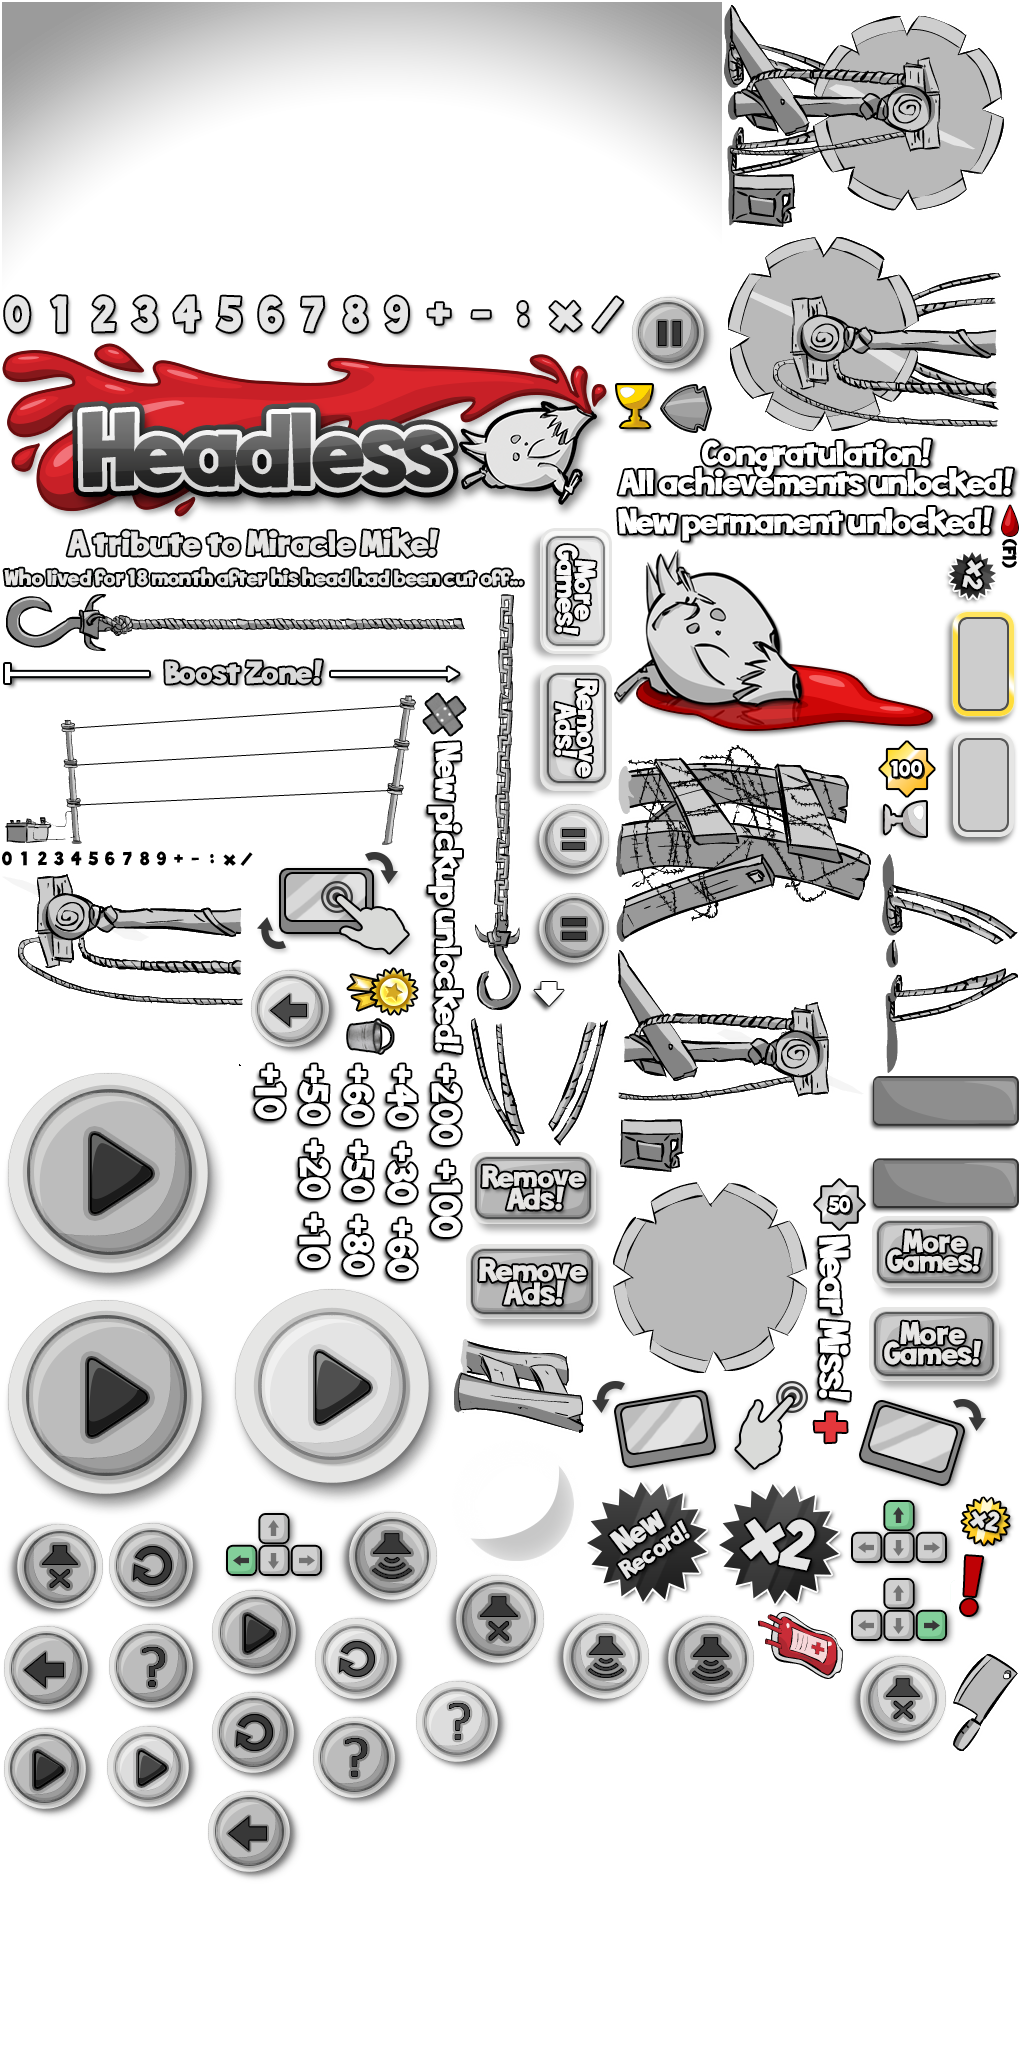 0 1 2 3 4 5 6 7 8 9 + - : × /
Headless
Congratulation!
All achievements unlocked!
New permanent unlocked!
(F1)
A tribute to Miracle Mike!
Who lived for 18 month after his head had been cut off...
More
Games!
×2
Boost Zone!
Remove
Ads!
New pickup unlocked!
100
0 1 2 3 4 5 6 7 8 9 + - : × /
+200 +100
+40 +30 +60
+60 +50 +80
+50 +20 +10
+10
Remove
Ads!
50
Near Miss!
More
Games!
Remove
Ads!
More
Games!
New
Record!
×2
×2
!
?
?
?